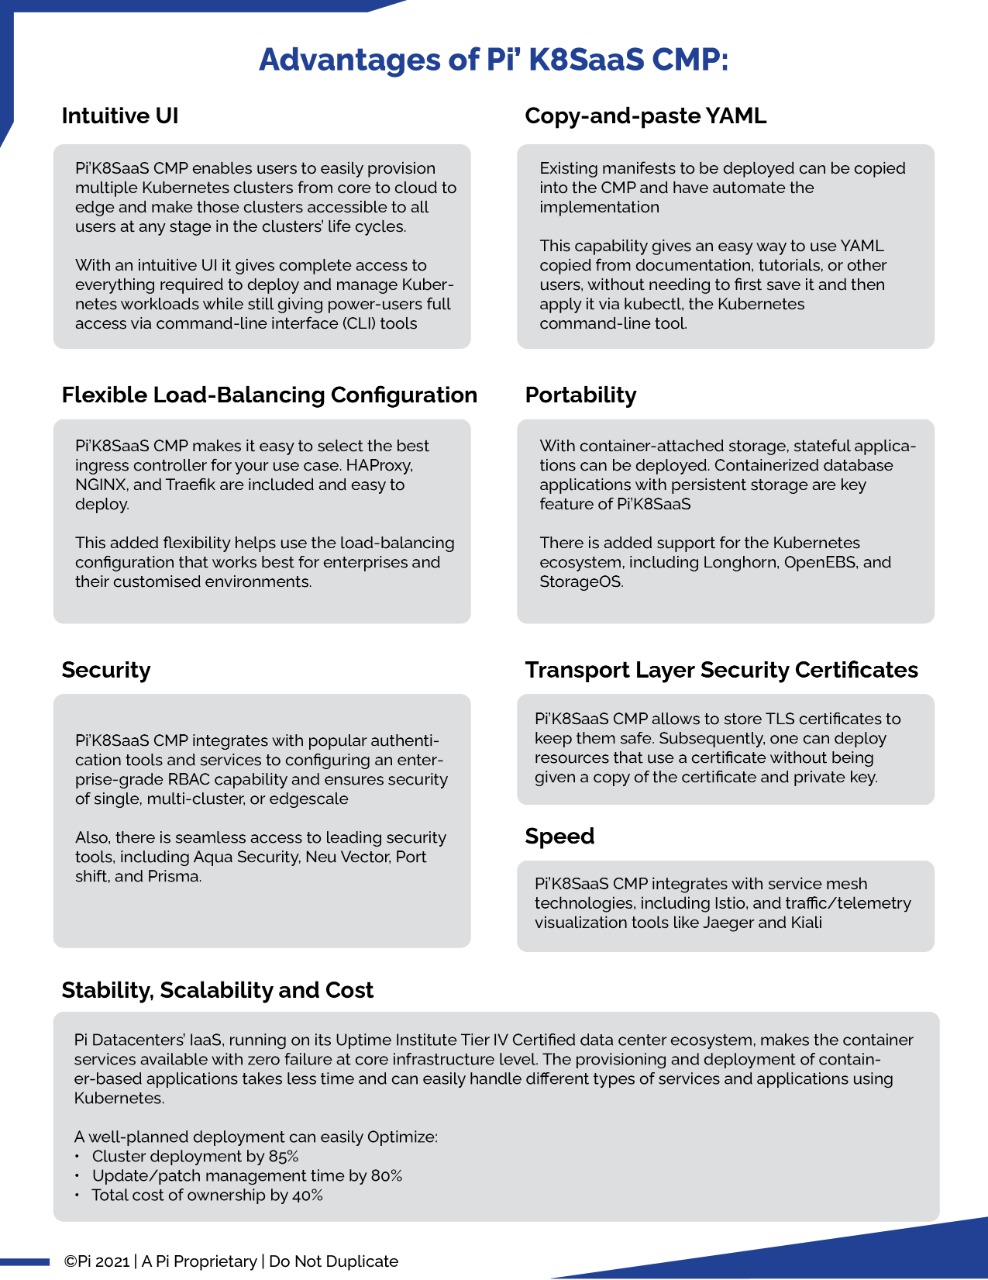 Advantages of Pi’ K8SaaS CMP:
Intuitive UI
Pi’K8SaaS CMP enables users to easily provision
multiple Kubernetes clusters from core to cloud to
edge and make those clusters accessible to all
users at any stage in the clusters’ life cycles.
With an intuitive UI it gives complete access to
everything required to deploy and manage Kuber-
netes workloads while still giving power-users full
access via command-line interface (CLI) tools
Copy-and-paste YAML
Existing manifests to be deployed can be copied
into the CMP and have automate the
implementation
This capability gives an easy way to use YAML
copied from documentation, tutorials, or other
users, without needing to first save it and then
apply it via kubectl, the Kubernetes
command-line tool.
Flexible Load-Balancing Configuration
Pi’K8SaaS CMP makes it easy to select the best
ingress controller for your use case. HAProxy,
NGINX, and Traefik are included and easy to
deploy.
This added flexibility helps use the load-balancing
configuration that works best for enterprises and
their customised environments.
Portability
With container-attached storage, stateful applica-
tions can be deployed. Containerized database
applications with persistent storage are key
feature of Pi’K8SaaS
There is added support for the Kubernetes
ecosystem, including Longhorn, OpenEBS, and
StorageOS.
Security
Pi’K8SaaS CMP integrates with popular authenti-
cation tools and services to configuring an enter-
prise-grade RBAC capability and ensures security
of single, multi-cluster, or edgescale
Also, there is seamless access to leading security
tools, including Aqua Security, Neu Vector, Port
shift, and Prisma.
Transport Layer Security Certificates
Pi’K8SaaS CMP allows to store TLS certificates to
keep them safe. Subsequently, one can deploy
resources that use a certificate without being
given a copy of the certificate and private key.
Speed
Pi’K8SaaS CMP integrates with service mesh
technologies, including Istio, and traffic/telemetry
visualization tools like Jaeger and Kiali
Stability, Scalability and Cost
Pi Datacenters’ IaaS, running on its Uptime Institute Tier IV Certified data center ecosystem, makes the container
services available with zero failure at core infrastructure level. The provisioning and deployment of contain-
er-based applications takes less time and can easily handle different types of services and applications using
Kubernetes.
A well-planned deployment can easily Optimize:
• Cluster deployment by 85%
• Update/patch management time by 80%
• Total cost of ownership by 40%
©Pi 2021 | A Pi Proprietary | Do Not Duplicate